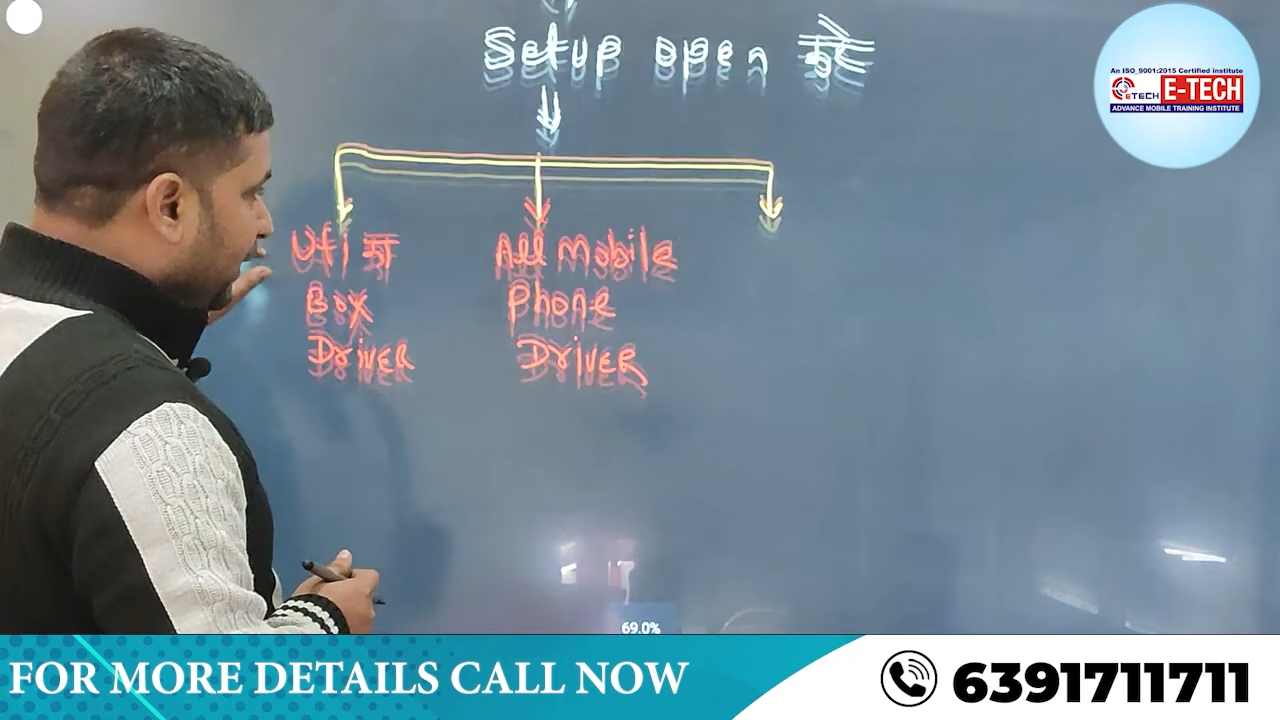 Setup open करे
An ISO_9001:2015 Certified institute
ETECH E-TECH
ADVANCE MOBILE TRAINING INSTITUTE
Ufi का
Box
DRIVER
All Mobile
Phone
DRIVER
69.0%
FOR MORE DETAILS CALL NOW
6391711711